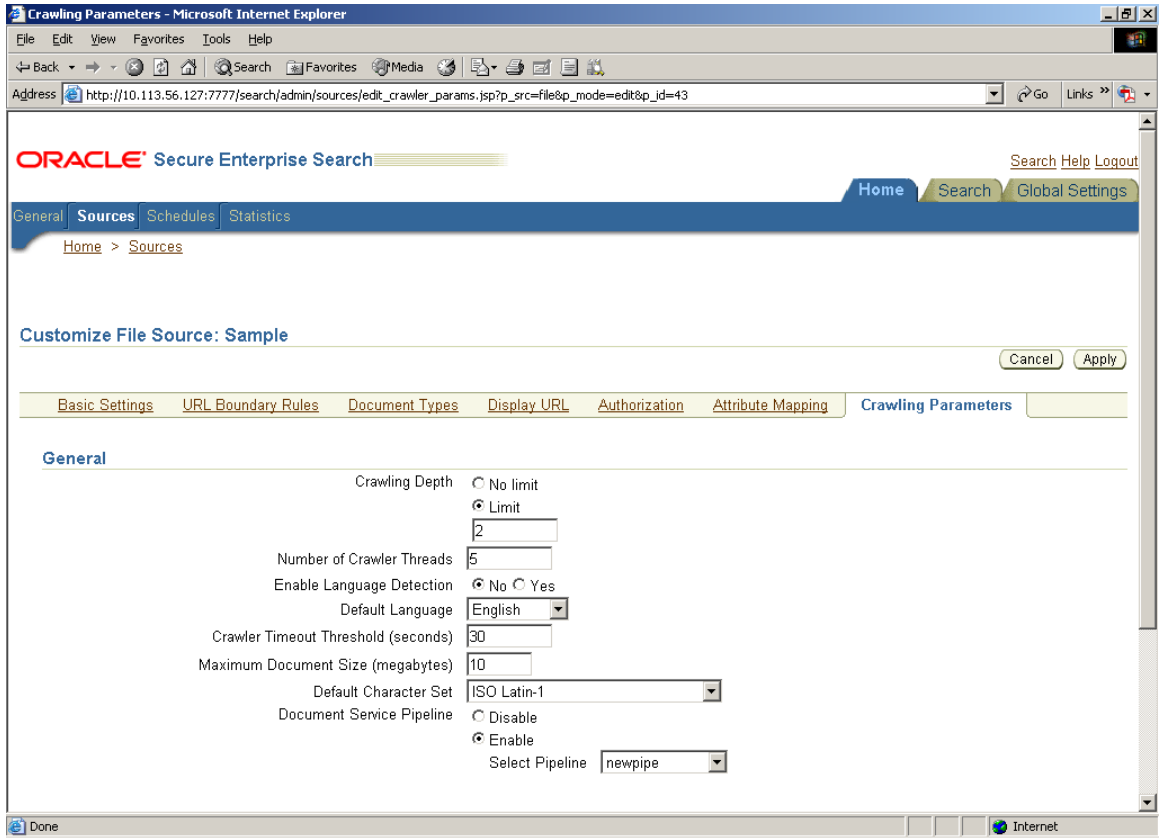 Crawling Parameters - Microsoft Internet Explorer
File Edit View Favorites Tools Help
Back Search Favorites Media
Address http://10.113.56.127:7777/search/admin/sources/edit_crawler_params.jsp?p_src=file&p_mode=edit&p_id=43 Go Links »
ORACLE Secure Enterprise Search
Search Help Logout
Home Search Global Settings
General Sources Schedules Statistics
Home > Sources
Customize File Source: Sample
Cancel Apply
Basic Settings URL Boundary Rules Document Types Display URL Authorization Attribute Mapping Crawling Parameters
General
Crawling Depth No limit
Limit
2
Number of Crawler Threads 5
Enable Language Detection No Yes
Default Language English
Crawler Timeout Threshold (seconds) 30
Maximum Document Size (megabytes) 10
Default Character Set ISO Latin-1
Document Service Pipeline Disable
Enable
Select Pipeline newpipe
Done Internet